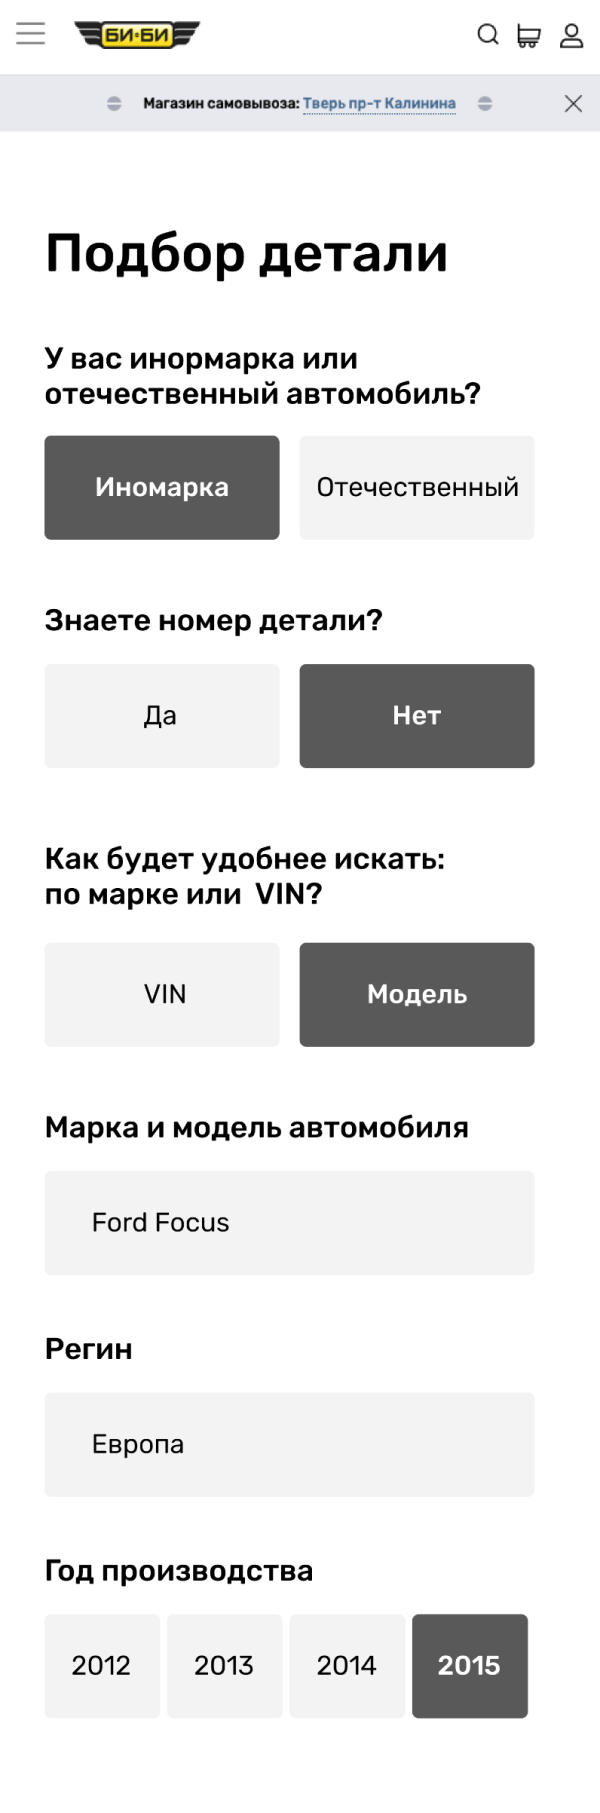 БИ•БИ
Магазин самовывоза: Тверь пр-т Калинина
Подбор детали
У вас инормарка или
отечественный автомобиль?
Иномарка Отечественный
Знаете номер детали?
Да Нет
Как будет удобнее искать:
по марке или VIN?
VIN Модель
Марка и модель автомобиля
Ford Focus
Регин
Европа
Год производства
2012 2013 2014 2015